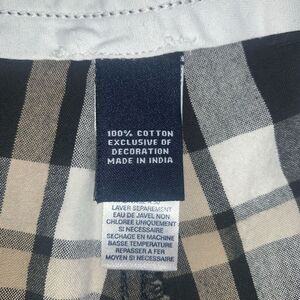 100% COTTON
EXCLUSIVE OF
DECORATION
MADE IN INDIA
LAVER SEPAREMENT
EAU DE JAVEL NON
CHLOREE UNIQUEMENT
SI NECESSAIRE
SECHAGE EN MACHINE
BASSE TEMPERATURE
REPASSER A FER
MOYEN SI NECESSAIRE